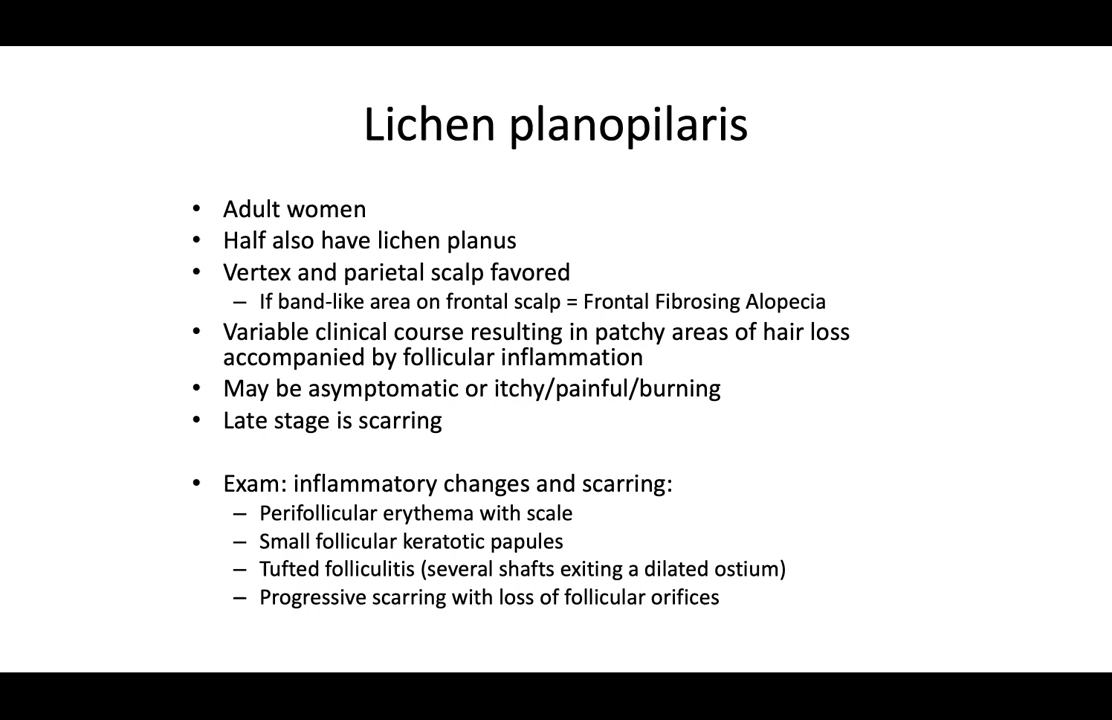 Lichen planopilaris
• Adult women
• Half also have lichen planus
• Vertex and parietal scalp favored
– If band-like area on frontal scalp = Frontal Fibrosing Alopecia
• Variable clinical course resulting in patchy areas of hair loss
accompanied by follicular inflammation
• May be asymptomatic or itchy/painful/burning
• Late stage is scarring
• Exam: inflammatory changes and scarring:
– Perifollicular erythema with scale
– Small follicular keratotic papules
– Tufted folliculitis (several shafts exiting a dilated ostium)
– Progressive scarring with loss of follicular orifices